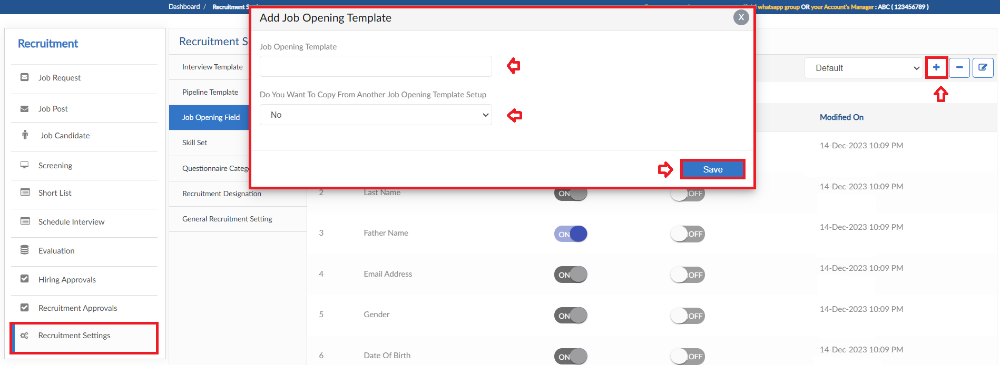 Dashboard / Recruitment
whatsapp group OR your Account's Manager : ABC ( 123456789 )
Recruitment
Job Request
Job Post
Job Candidate
Screening
Short List
Schedule Interview
Evaluation
Hiring Approvals
Recruitment Approvals
Recruitment Settings
Recruitment S
Interview Template
Pipeline Template
Job Opening Field
Skill Set
Questionnaire Categ
Recruitment Designation
General Recruitment Setting
Add Job Opening Template
X
Job Opening Template
Do You Want To Copy From Another Job Opening Template Setup
No
Save
Default
+ −
Modified On
14-Dec-2023 10:09 PM
2 Last Name ON OFF 14-Dec-2023 10:09 PM
3 Father Name ON OFF 14-Dec-2023 10:09 PM
4 Email Address ON OFF 14-Dec-2023 10:09 PM
5 Gender ON OFF 14-Dec-2023 10:09 PM
6 Date Of Birth ON OFF 14-Dec-2023 10:09 PM